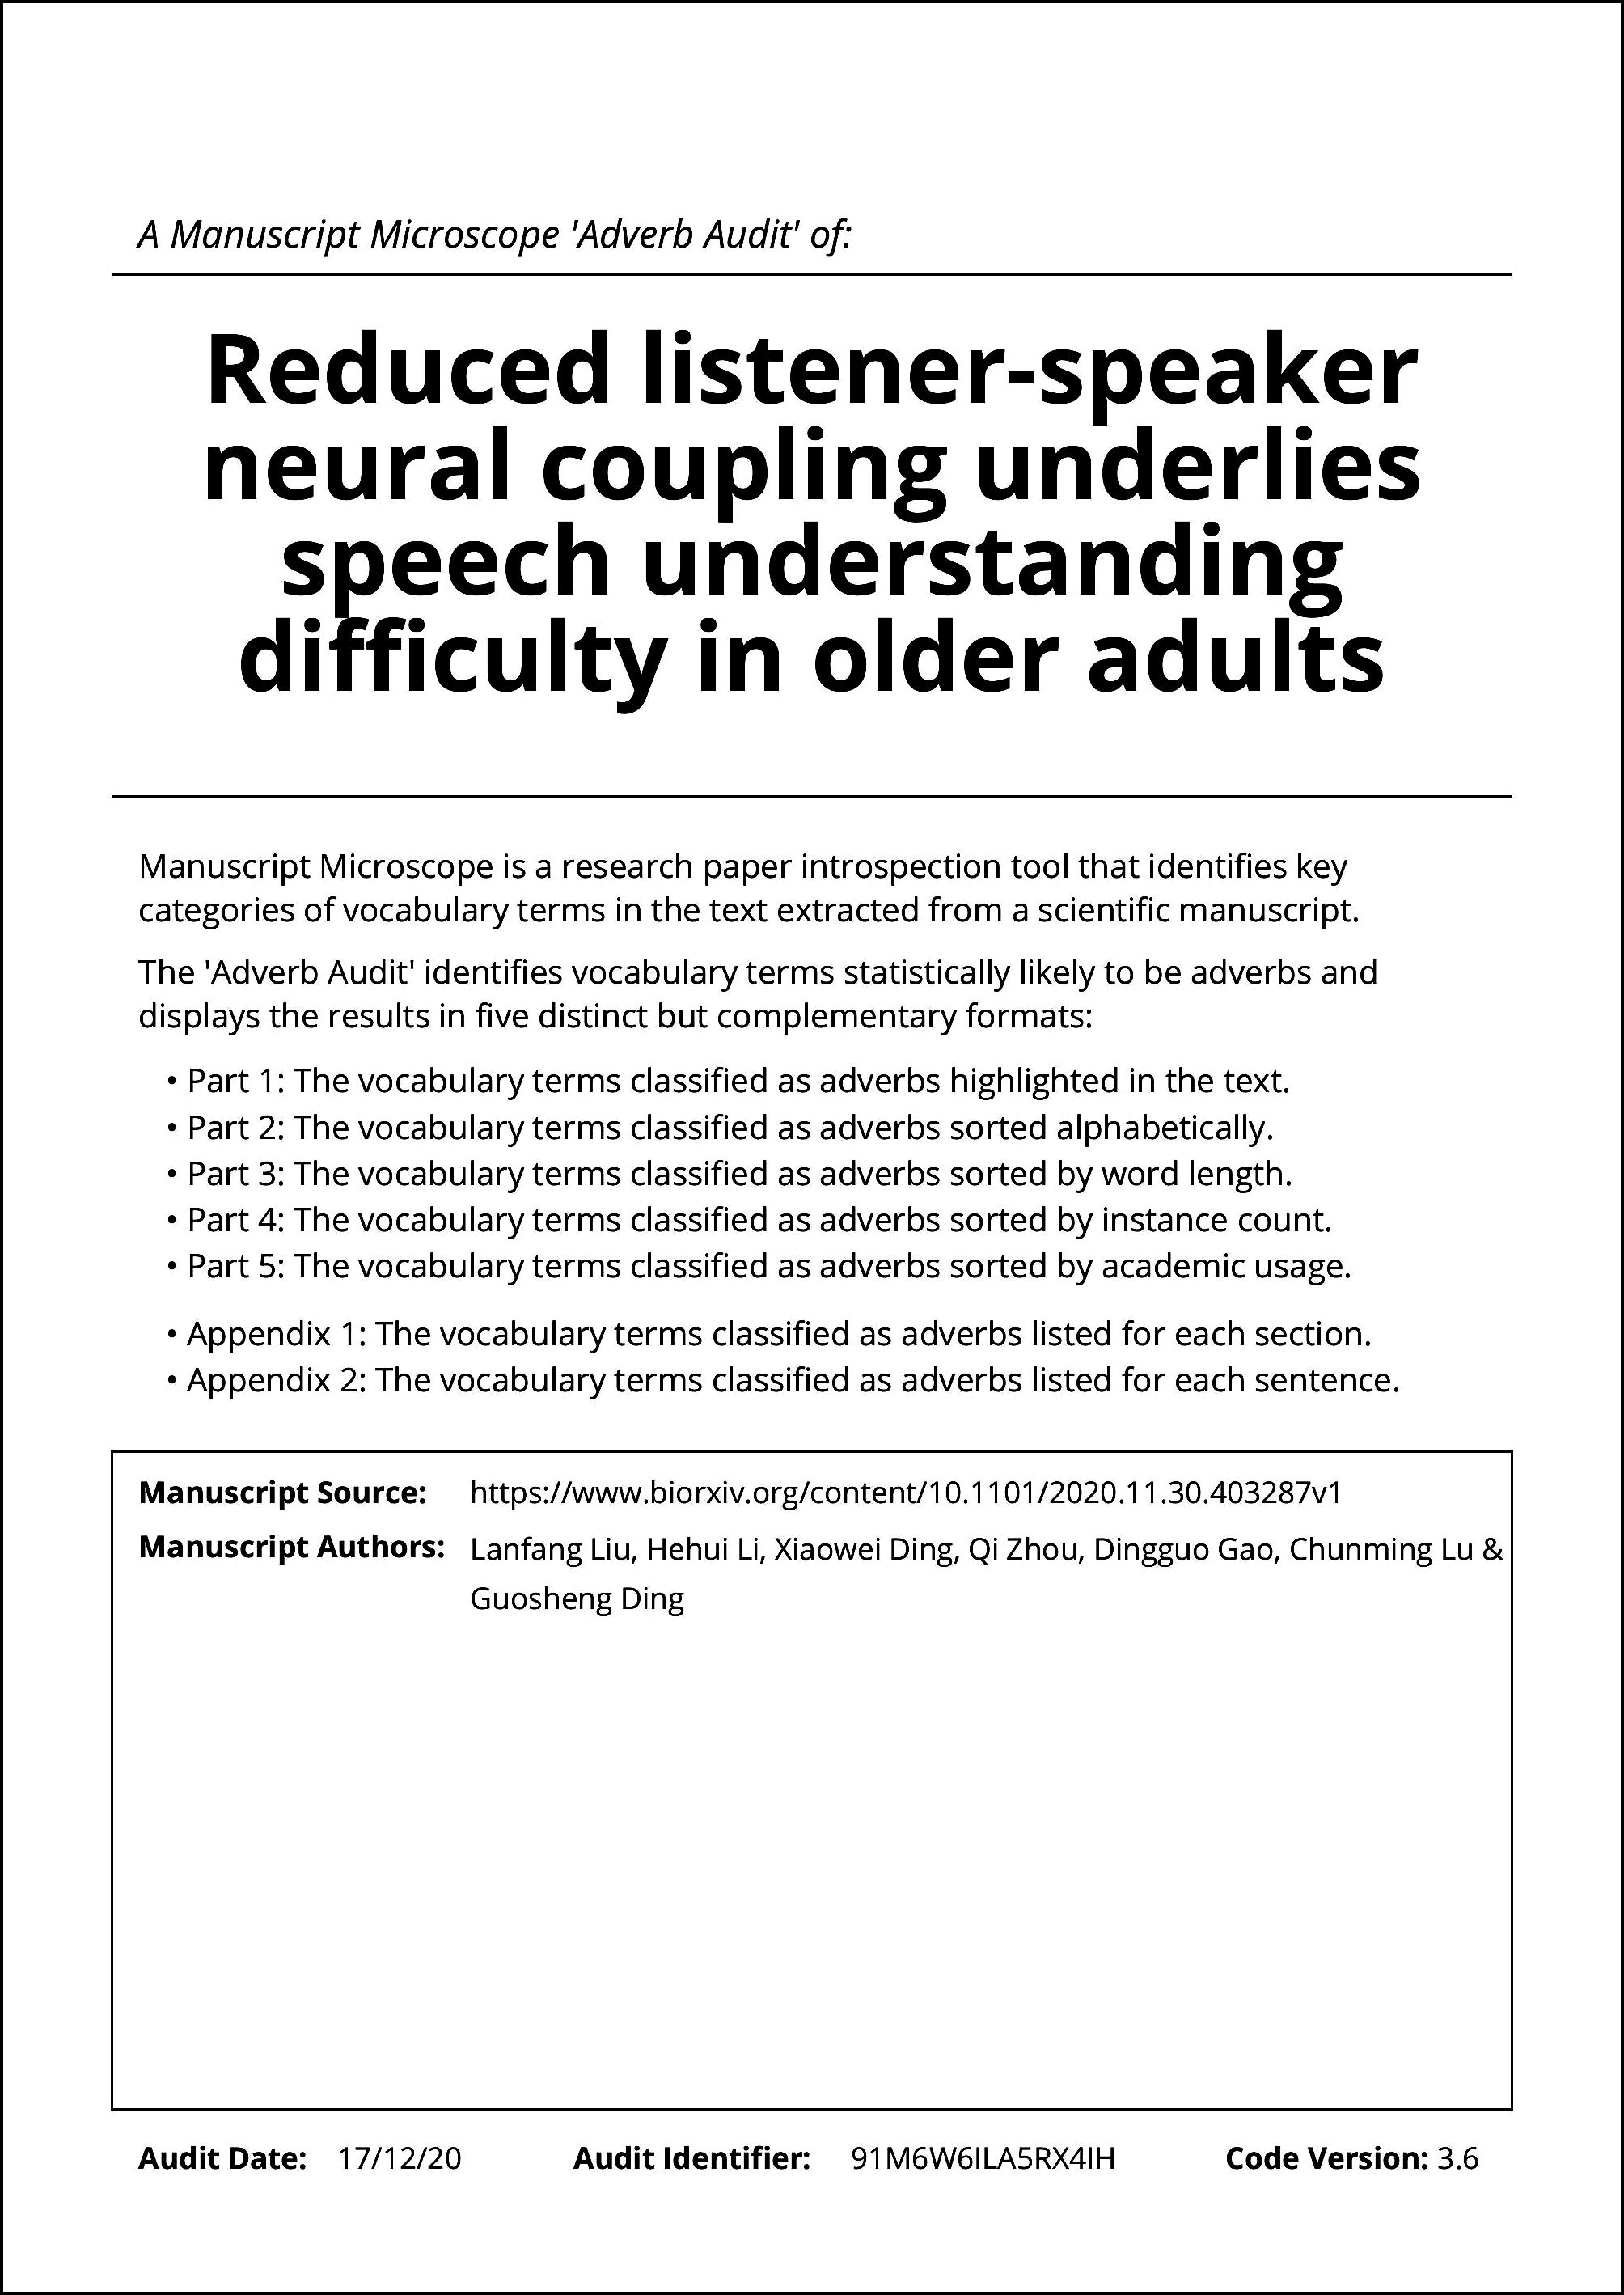 A Manuscript Microscope 'Adverb Audit' of:
Reduced listener-speaker
neural coupling underlies
speech understanding
difficulty in older adults
Manuscript Microscope is a research paper introspection tool that identifies key
categories of vocabulary terms in the text extracted from a scientific manuscript.
The 'Adverb Audit' identifies vocabulary terms statistically likely to be adverbs and
displays the results in five distinct but complementary formats:
• Part 1: The vocabulary terms classified as adverbs highlighted in the text.
• Part 2: The vocabulary terms classified as adverbs sorted alphabetically.
• Part 3: The vocabulary terms classified as adverbs sorted by word length.
• Part 4: The vocabulary terms classified as adverbs sorted by instance count.
• Part 5: The vocabulary terms classified as adverbs sorted by academic usage.
• Appendix 1: The vocabulary terms classified as adverbs listed for each section.
• Appendix 2: The vocabulary terms classified as adverbs listed for each sentence.
Manuscript Source: https://www.biorxiv.org/content/10.1101/2020.11.30.403287v1
Manuscript Authors: Lanfang Liu, Hehui Li, Xiaowei Ding, Qi Zhou, Dingguo Gao, Chunming Lu &
Guosheng Ding
Audit Date: 17/12/20 Audit Identifier: 91M6W6ILA5RX4IH Code Version: 3.6